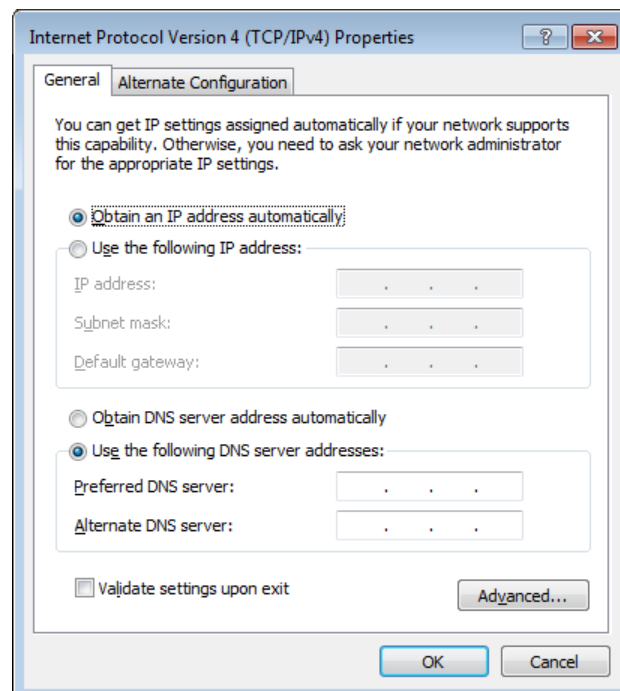 Internet Protocol Version 4 (TCP/IPv4) Properties
?
General
Alternate Configuration
You can get IP settings assigned automatically if your network supports
this capability. Otherwise, you need to ask your network administrator
for the appropriate IP settings.
Obtain an IP address automatically
Use the following IP address:
IP address: . . .
Subnet mask: . . .
Default gateway: . . .
Obtain DNS server address automatically
Use the following DNS server addresses:
Preferred DNS server: . . .
Alternate DNS server: . . .
Validate settings upon exit
Advanced...
OK
Cancel